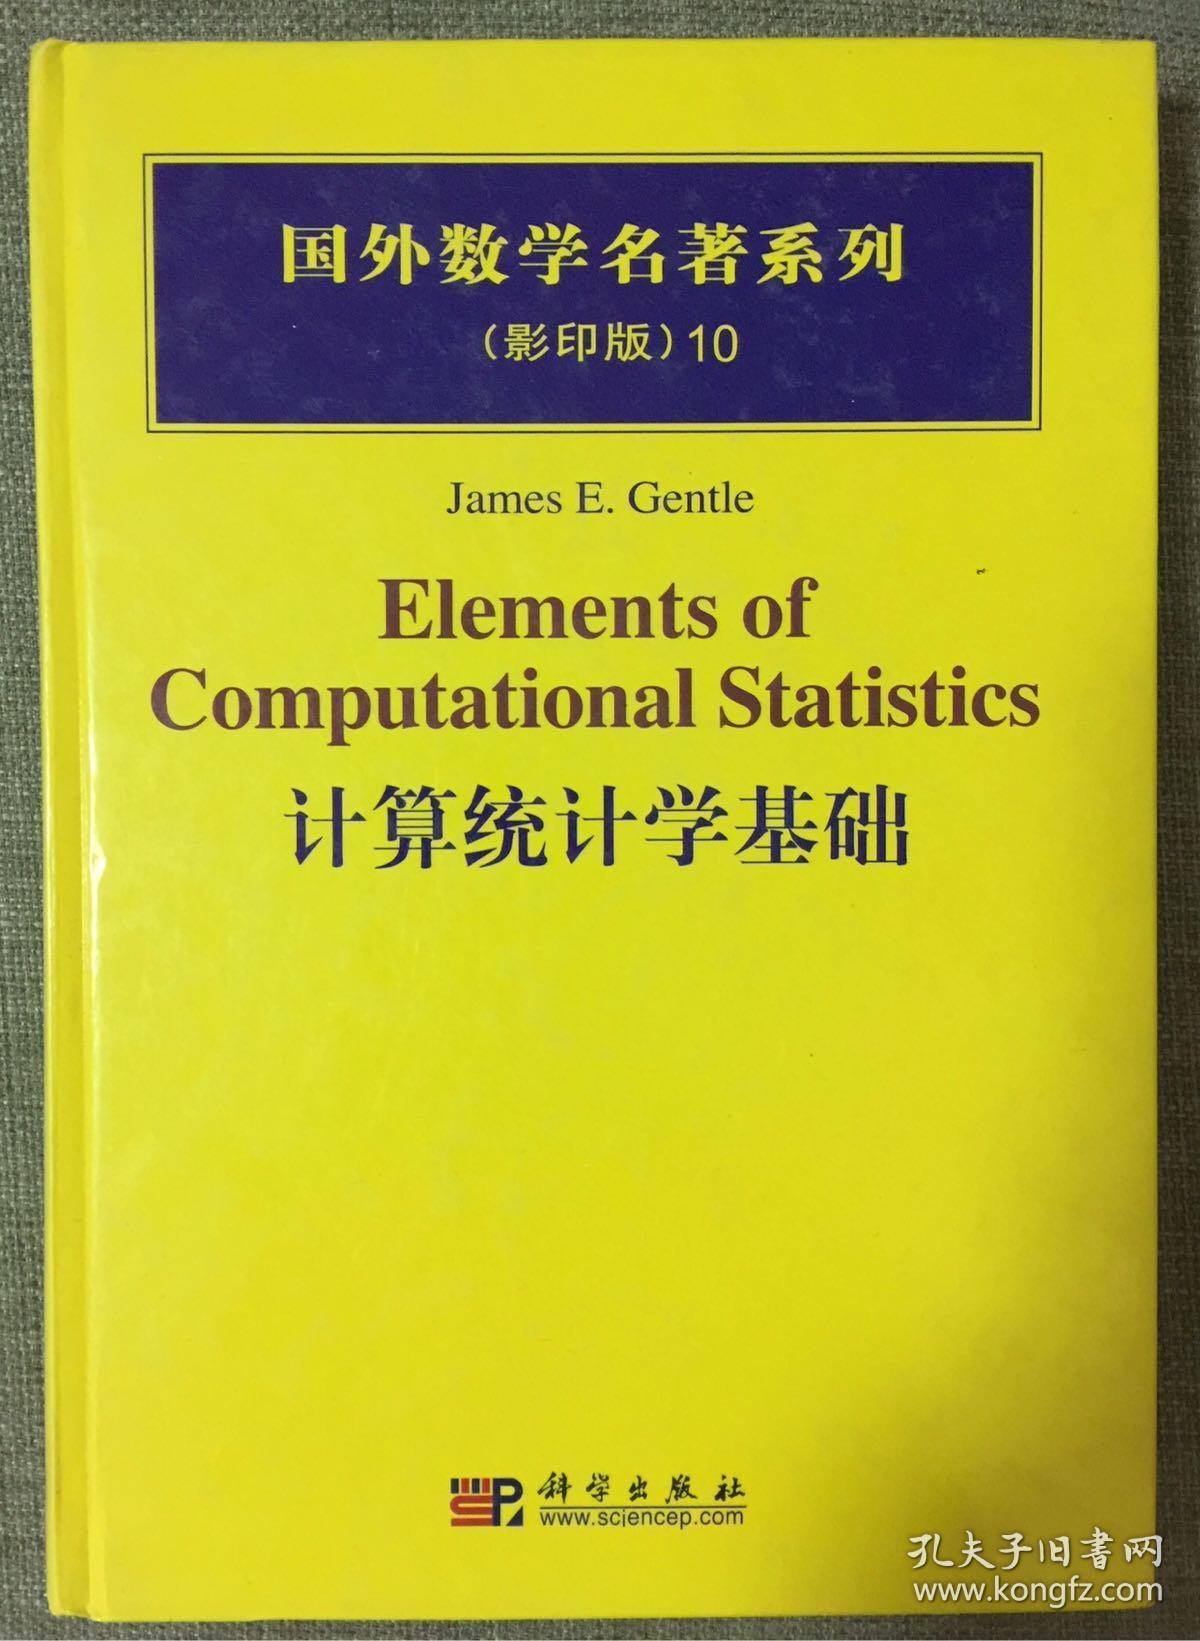 国外数学名著系列
（影印版）10
James E. Gentle
Elements of
Computational Statistics
计算统计学基础
科学出版社
www.sciencep.com
孔夫子旧书网
www.kongfz.com